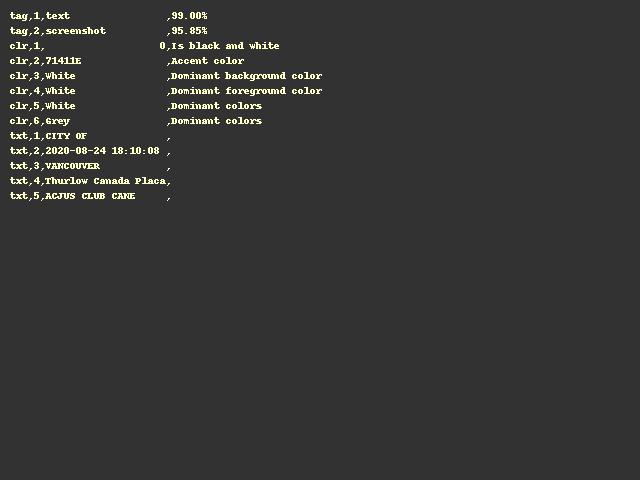 tag,1,text ,99.00%
tag,2,screenshot ,95.85%
clr,1, 0,Is black and white
clr,2,71411E ,Accent color
clr,3,White ,Dominant background color
clr,4,White ,Dominant foreground color
clr,5,White ,Dominant colors
clr,6,Grey ,Dominant colors
txt,1,CITY OF ,
txt,2,2020-08-24 18:10:08 ,
txt,3,VANCOUVER ,
txt,4,Thurlow Canada Placa,
txt,5,ACJUS CLUB CANE ,